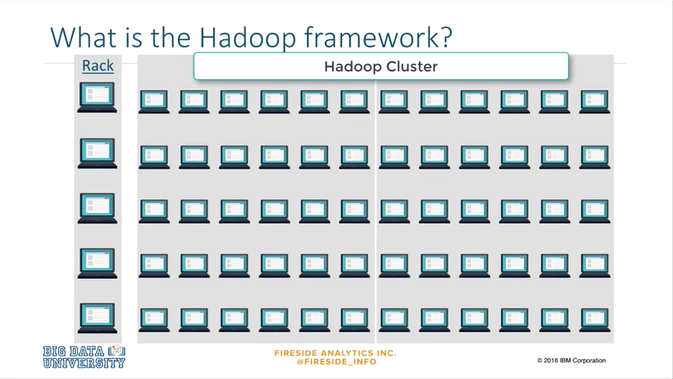 What is the Hadoop framework?
Rack
Hadoop Cluster
BIG DATA
UNIVERSITY
FIRESIDE ANALYTICS INC.
@FIRESIDE_INFO
© 2016 IBM Corporation